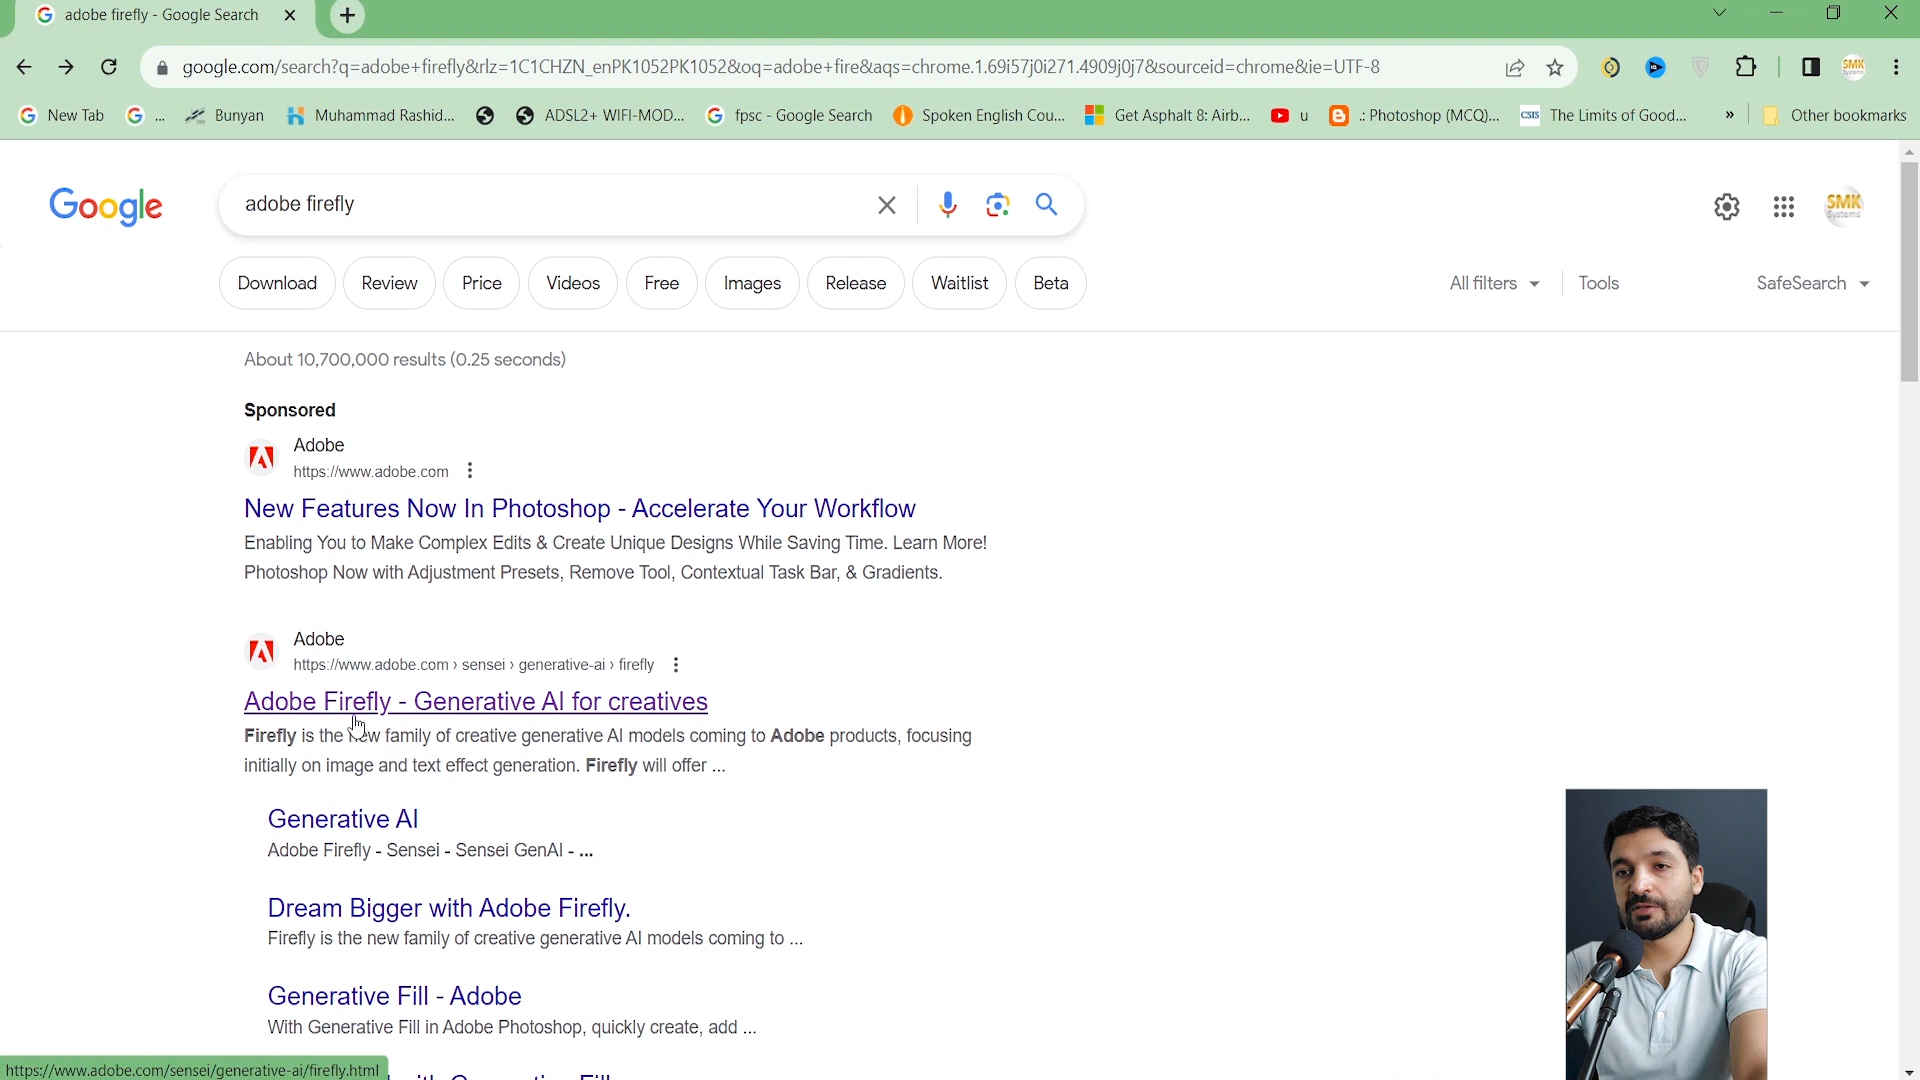 adobe firefly - Google Search
google.com/search?q=adobe+firefly&rlz=1C1CHZN_enPK1052PK1052&oq=adobe+fire&aqs=chrome.1.69i57j0i271.4909j0j7&sourceid=chrome&ie=UTF-8
SMK Systems
New Tab ... Bunyan Muhammad Rashid... ADSL2+ WIFI-MOD... fpsc - Google Search Spoken English Cou... Get Asphalt 8: Airb... u .: Photoshop (MCQ)... CSIS The Limits of Good... » Other bookmarks
Google adobe firefly SMK
Systems
Download Review Price Videos Free Images Release Waitlist Beta All filters Tools SafeSearch
About 10,700,000 results (0.25 seconds)
Sponsored
Adobe
https://www.adobe.com
New Features Now In Photoshop - Accelerate Your Workflow
Enabling You to Make Complex Edits & Create Unique Designs While Saving Time. Learn More!
Photoshop Now with Adjustment Presets, Remove Tool, Contextual Task Bar, & Gradients.
Adobe
https://www.adobe.com › sensei › generative-ai › firefly
Adobe Firefly - Generative AI for creatives
Firefly is the new family of creative generative AI models coming to Adobe products, focusing
initially on image and text effect generation. Firefly will offer ...
Generative AI
Adobe Firefly - Sensei - Sensei GenAI - ...
Dream Bigger with Adobe Firefly.
Firefly is the new family of creative generative AI models coming to ...
Generative Fill - Adobe
With Generative Fill in Adobe Photoshop, quickly create, add ...
https://www.adobe.com/sensei/generative-ai/firefly.html